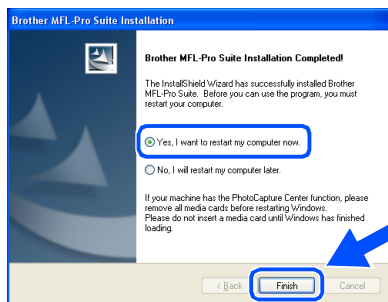 Brother MFL-Pro Suite Installation
Brother MFL-Pro Suite Installation Completed!
The InstallShield Wizard has successfully installed Brother
MFL-Pro Suite. Before you can use the program, you must
restart your computer.
Yes, I want to restart my computer now.
No, I will restart my computer later.
If your machine has the PhotoCapture Center function, please
remove all media cards before restarting Windows.
Please do not insert a media card until Windows has finished
loading.
< Back
Finish
Cancel